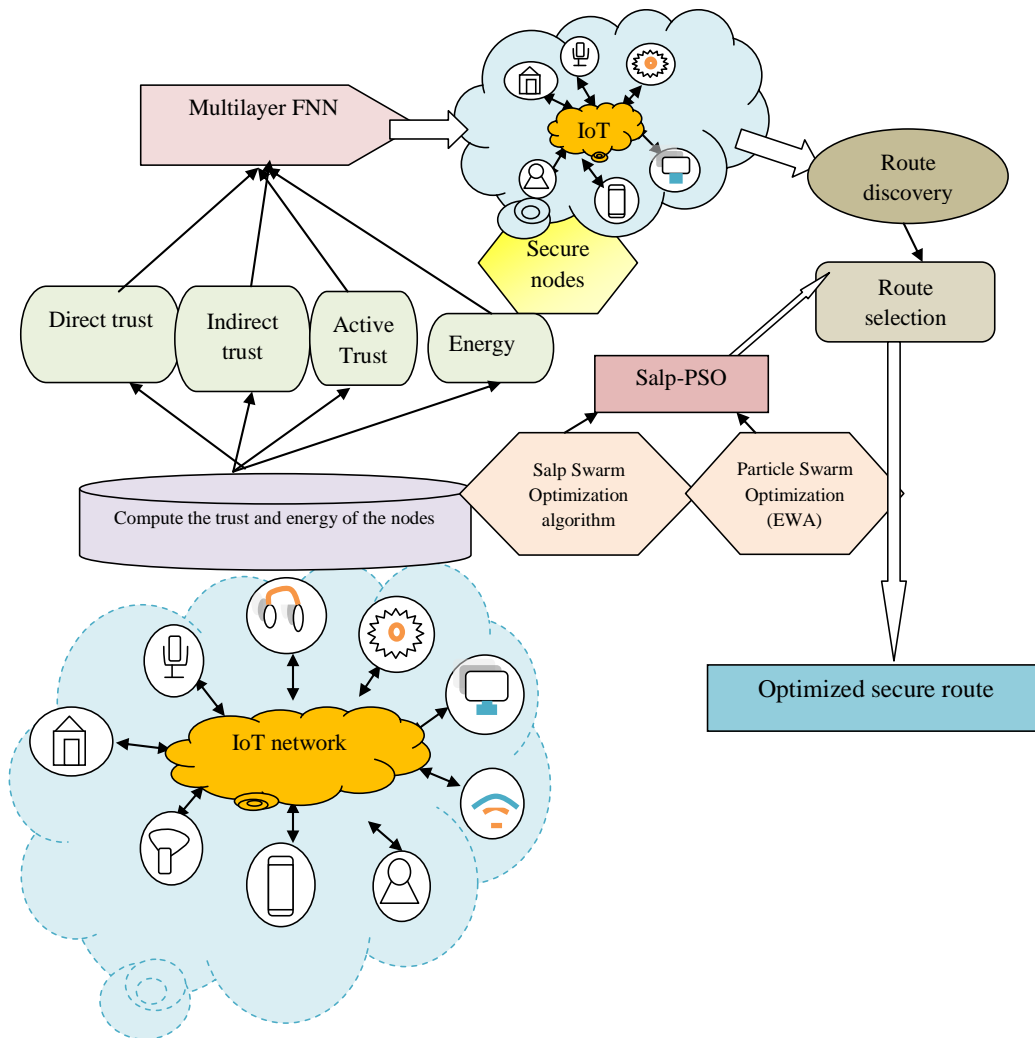 Multilayer FNN
IoT
Route
discovery
Secure
nodes
Direct trust
Indirect
trust
Active
Trust
Energy
Route
selection
Salp-PSO
Salp Swarm
Optimization
algorithm
Particle Swarm
Optimization
(EWA)
Compute the trust and energy of the nodes
Optimized secure route
IoT network